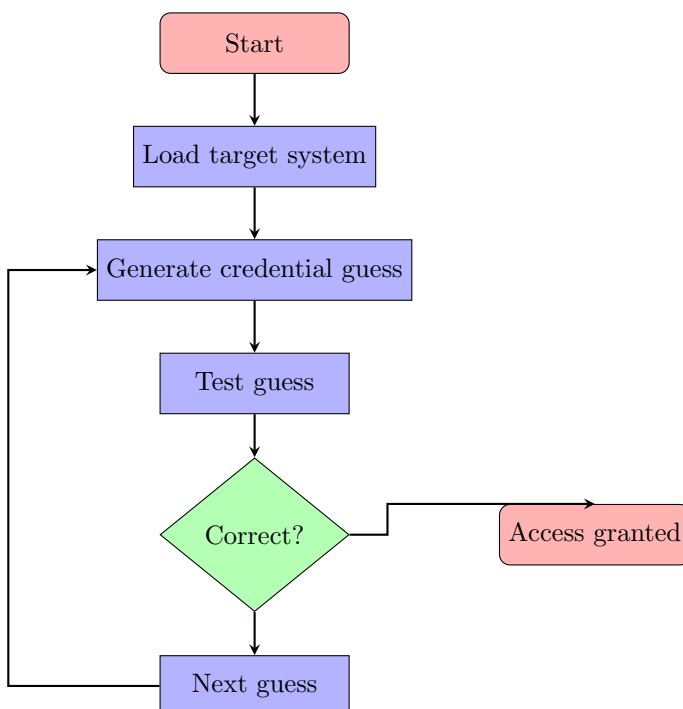 Start
Load target system
Generate credential guess
Test guess
Correct?
Access granted
Next guess